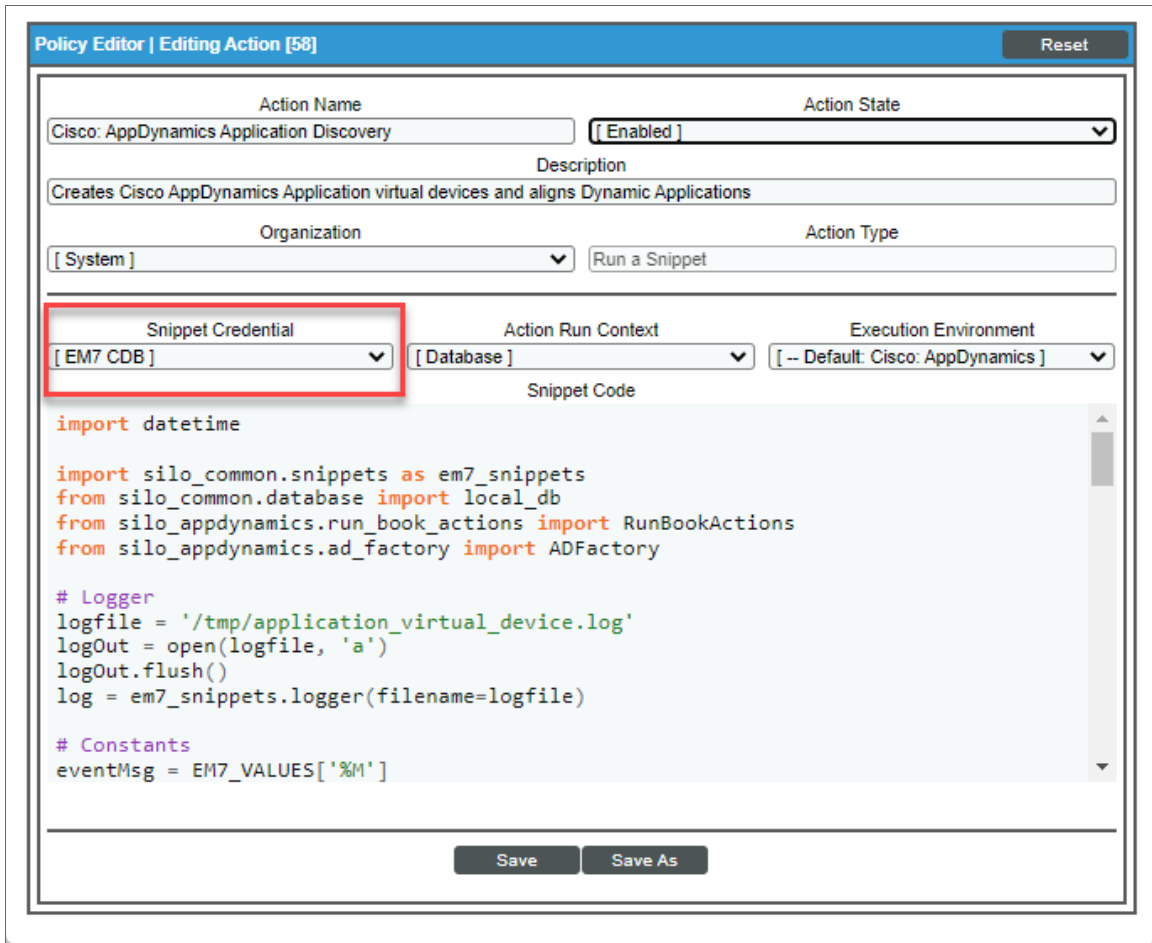 Policy Editor | Editing Action [58]
Reset
Action Name
Action State
Cisco: AppDynamics Application Discovery
[ Enabled ]
Description
Creates Cisco AppDynamics Application virtual devices and aligns Dynamic Applications
Organization
Action Type
[ System ]
Run a Snippet
Snippet Credential
Action Run Context
Execution Environment
[ EM7 CDB ]
[ Database ]
[ -- Default: Cisco: AppDynamics ]
Snippet Code
import datetime
import silo_common.snippets as em7_snippets
from silo_common.database import local_db
from silo_appdynamics.run_book_actions import RunBookActions
from silo_appdynamics.ad_factory import ADFactory
# Logger
logfile = '/tmp/application_virtual_device.log'
logOut = open(logfile, 'a')
logOut.flush()
log = em7_snippets.logger(filename=logfile)
# Constants
eventMsg = EM7_VALUES['%M']
Save
Save As